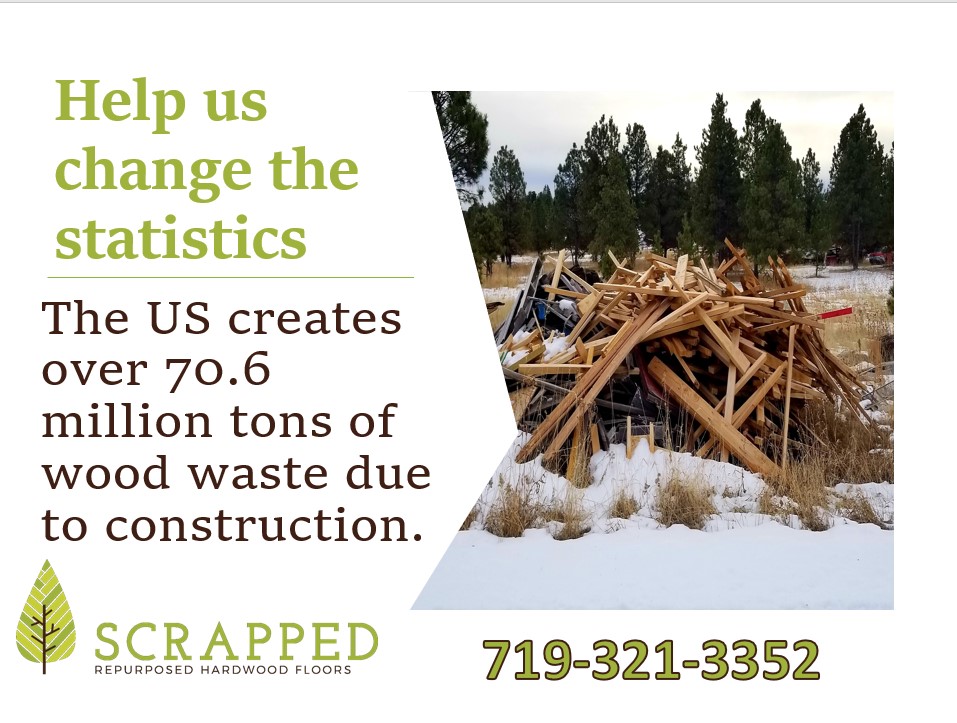 Help us
change the
statistics
The US creates
over 70.6
million tons of
wood waste due
to construction.
SCRAPPED
REPURPOSED HARDWOOD FLOORS
719-321-3352